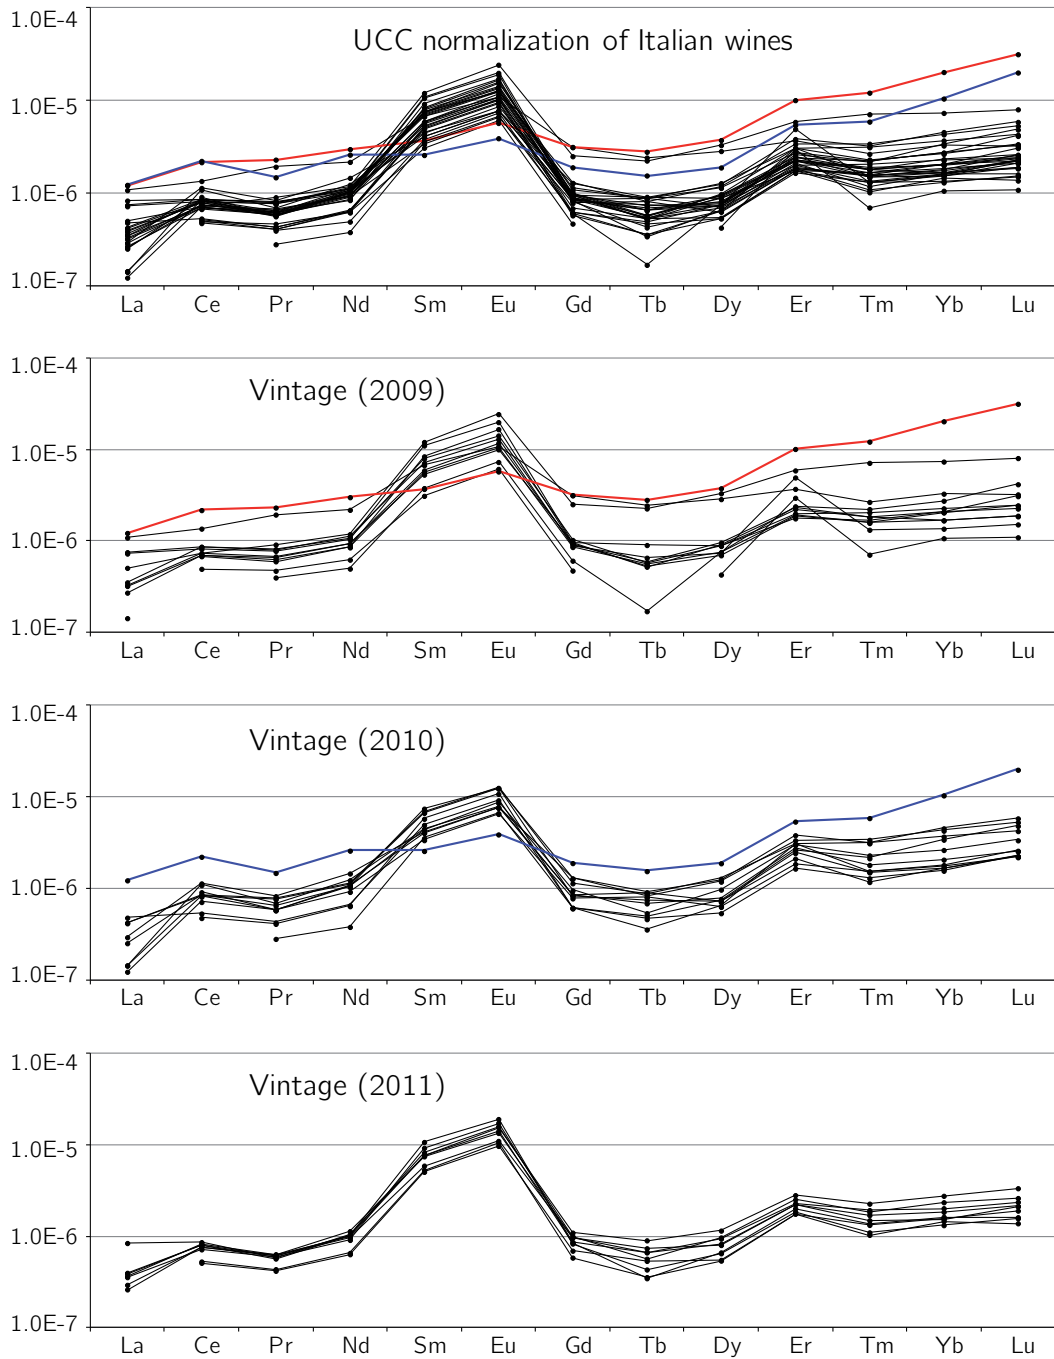 1.0E-4
UCC normalization of Italian wines
1.0E-5
1.0E-6
1.0E-7
La Ce Pr Nd Sm Eu Gd Tb Dy Er Tm Yb Lu
1.0E-4
Vintage (2009)
1.0E-5
1.0E-6
1.0E-7
La Ce Pr Nd Sm Eu Gd Tb Dy Er Tm Yb Lu
1.0E-4
Vintage (2010)
1.0E-5
1.0E-6
1.0E-7
La Ce Pr Nd Sm Eu Gd Tb Dy Er Tm Yb Lu
1.0E-4
Vintage (2011)
1.0E-5
1.0E-6
1.0E-7
La Ce Pr Nd Sm Eu Gd Tb Dy Er Tm Yb Lu